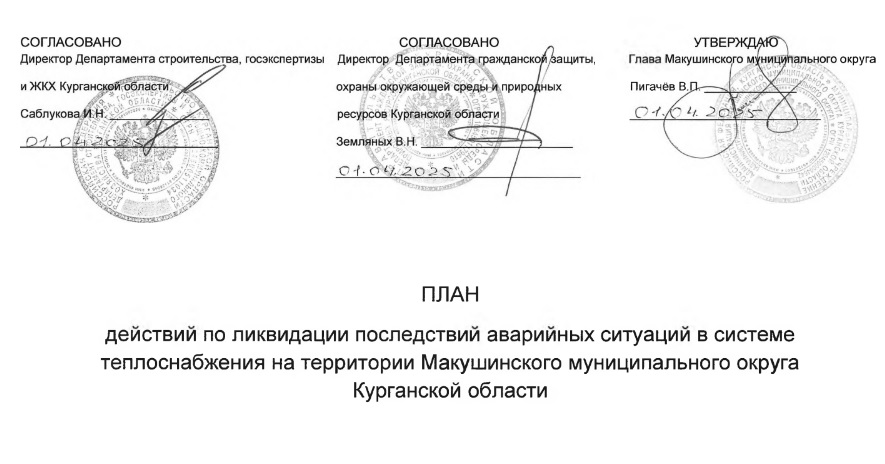 СОГЛАСОВАНО
Директор Департамента строительства, госэкспертизы
и ЖКХ Курганской области
Саблукова И.Н.
01.04.2025
СОГЛАСОВАНО
Директор Департамента гражданской защиты,
охраны окружающей среды и природных
ресурсов Курганской области
Земляных В.Н.
01.04.2025
УТВЕРЖДАЮ
Глава Макушинского муниципального округа
Пигачёв В.П.
01.04.2025
ПЛАН
действий по ликвидации последствий аварийных ситуаций в системе
теплоснабжения на территории Макушинского муниципального округа
Курганской области